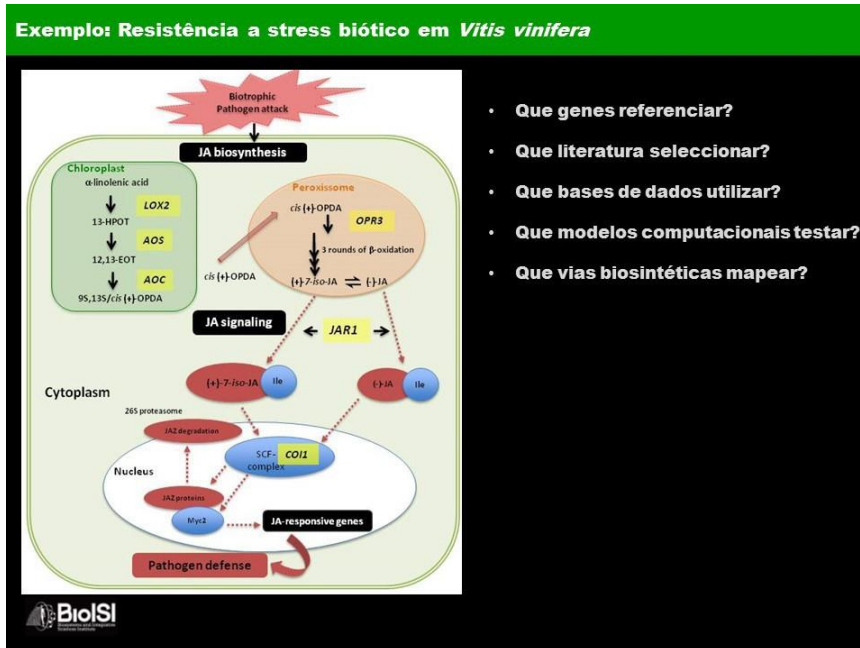 Exemplo: Resistência a stress biótico em Vitis vinifera
Biotrophic
Pathogen attack
JA biosynthesis
Chloroplast
α-linolenic acid
LOX2
13-HPOT
AOS
12,13-EOT
AOC
9S,13S/cis (+)-OPDA
cis (+)-OPDA
Peroxissome
cis (+)-OPDA
OPR3
3 rounds of β-oxidation
(+)-7-iso-JA ⇌ (-)-JA
JA signaling
JAR1
(+)-7-iso-JA
Ile
(-)-JA
Ile
Cytoplasm
26S proteasome
JAZ degradation
SCF-
complex
COI1
Nucleus
JAZ proteins
Myc2
JA-responsive genes
Pathogen defense
• Que genes referenciar?
• Que literatura seleccionar?
• Que bases de dados utilizar?
• Que modelos computacionais testar?
• Que vias biosintéticas mapear?
BioISI